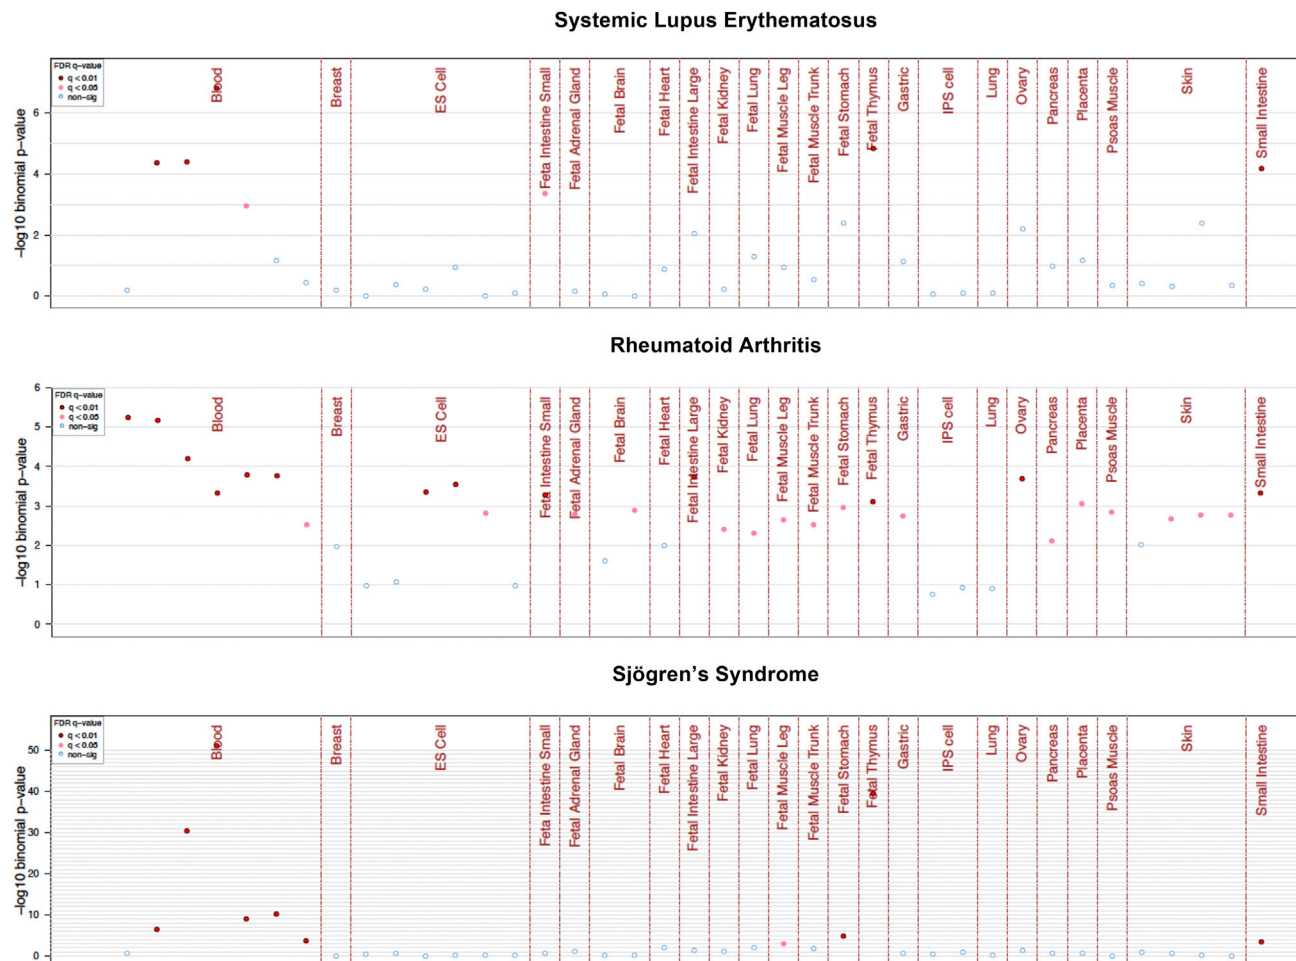 Systemic Lupus Erythematosus
FDR q-value
q < 0.01
q < 0.05
non-sig
Blood
Breast
ES Cell
Feta Intestine Small
Fetal Adrenal Gland
Fetal Brain
Fetal Heart
Fetal Intestine Large
Fetal Kidney
Fetal Lung
Fetal Muscle Leg
Fetal Muscle Trunk
Fetal Stomach
Fetal Thymus
Gastric
IPS cell
Lung
Ovary
Pancreas
Placenta
Psoas Muscle
Skin
Small Intestine
-log10 binomial p-value
6
4
2
0
Rheumatoid Arthritis
FDR q-value
q < 0.01
q < 0.05
non-sig
Blood
Breast
ES Cell
Feta Intestine Small
Fetal Adrenal Gland
Fetal Brain
Fetal Heart
Fetal Intestine Large
Fetal Kidney
Fetal Lung
Fetal Muscle Leg
Fetal Muscle Trunk
Fetal Stomach
Fetal Thymus
Gastric
IPS cell
Lung
Ovary
Pancreas
Placenta
Psoas Muscle
Skin
Small Intestine
-log10 binomial p-value
6
5
4
3
2
1
0
Sjögren's Syndrome
FDR q-value
q < 0.01
q < 0.05
non-sig
Blood
Breast
ES Cell
Feta Intestine Small
Fetal Adrenal Gland
Fetal Brain
Fetal Heart
Fetal Intestine Large
Fetal Kidney
Fetal Lung
Fetal Muscle Leg
Fetal Muscle Trunk
Fetal Stomach
Fetal Thymus
Gastric
IPS cell
Lung
Ovary
Pancreas
Placenta
Psoas Muscle
Skin
Small Intestine
-log10 binomial p-value
50
40
30
20
10
0